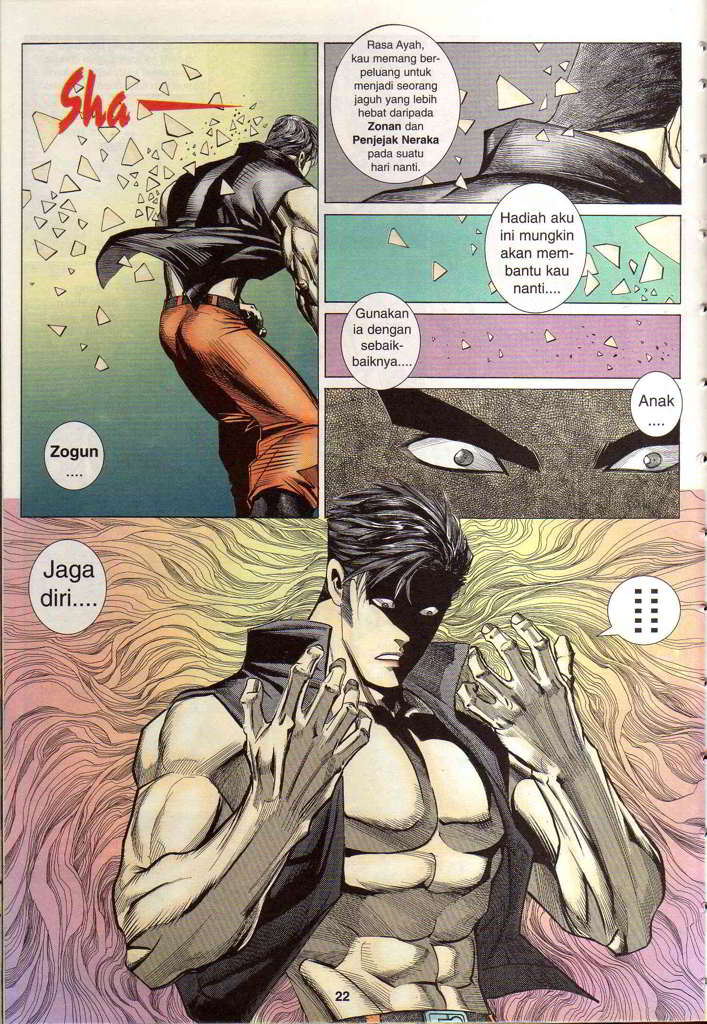 Sha
Rasa Ayah,
kau memang ber-
peluang untuk
menjadi seorang
jaguh yang lebih
hebat daripada
Zonan dan
Penjejak Neraka
pada suatu
hari nanti.
Hadiah aku
ini mungkin
akan mem-
bantu kau
nanti....
Gunakan
ia dengan
sebaik-
baiknya....
Anak
....
Zogun
....
Jaga
diri....
22